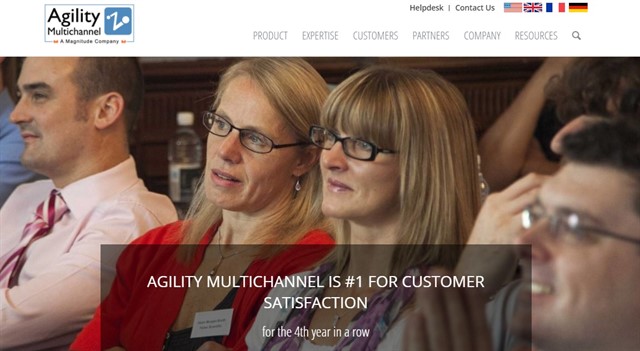 Helpdesk | Contact Us
Agility
Multichannel
A Magnitude Company
PRODUCT EXPERTISE CUSTOMERS PARTNERS COMPANY RESOURCES
AGILITY MULTICHANNEL IS #1 FOR CUSTOMER
SATISFACTION
for the 4th year in a row